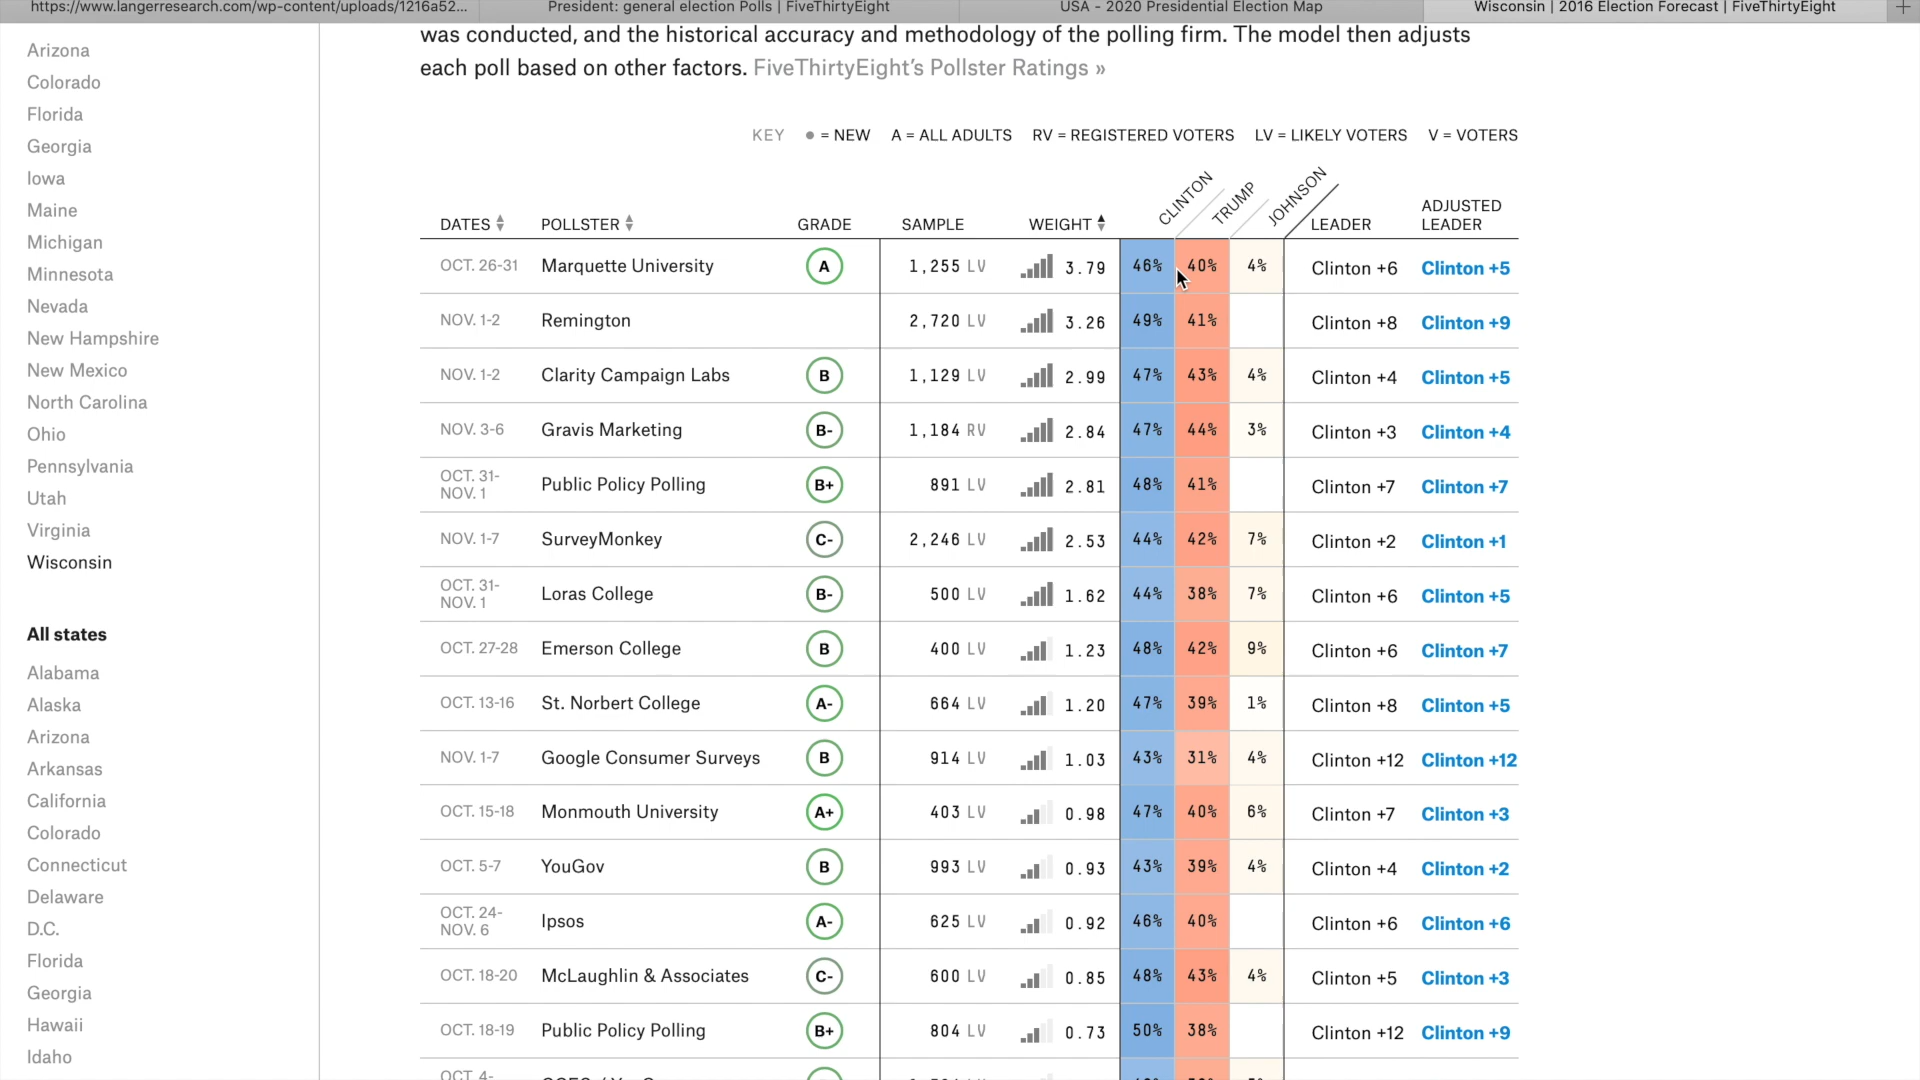 https://www.langerresearch.com/wp-content/uploads/1216a52...
President: general election Polls | FiveThirtyEight
USA - 2020 Presidential Election Map
Wisconsin | 2016 Election Forecast | FiveThirtyEight
was conducted, and the historical accuracy and methodology of the polling firm. The model then adjusts
each poll based on other factors. FiveThirtyEight's Pollster Ratings »
Arizona
Colorado
Florida
Georgia
Iowa
Maine
Michigan
Minnesota
Nevada
New Hampshire
New Mexico
North Carolina
Ohio
Pennsylvania
Utah
Virginia
Wisconsin
All states
Alabama
Alaska
Arizona
Arkansas
California
Colorado
Connecticut
Delaware
D.C.
Florida
Georgia
Hawaii
Idaho
KEY • = NEW A = ALL ADULTS RV = REGISTERED VOTERS LV = LIKELY VOTERS V = VOTERS
DATES POLLSTER GRADE SAMPLE WEIGHT CLINTON TRUMP JOHNSON LEADER ADJUSTED LEADER
OCT. 26-31 Marquette University A 1,255 LV 3.79 46% 40% 4% Clinton +6 Clinton +5
NOV. 1-2 Remington 2,720 LV 3.26 49% 41% Clinton +8 Clinton +9
NOV. 1-2 Clarity Campaign Labs B 1,129 LV 2.99 47% 43% 4% Clinton +4 Clinton +5
NOV. 3-6 Gravis Marketing B- 1,184 RV 2.84 47% 44% 3% Clinton +3 Clinton +4
OCT. 31-NOV. 1 Public Policy Polling B+ 891 LV 2.81 48% 41% Clinton +7 Clinton +7
NOV. 1-7 SurveyMonkey C- 2,246 LV 2.53 44% 42% 7% Clinton +2 Clinton +1
OCT. 31-NOV. 1 Loras College B- 500 LV 1.62 44% 38% 7% Clinton +6 Clinton +5
OCT. 27-28 Emerson College B 400 LV 1.23 48% 42% 9% Clinton +6 Clinton +7
OCT. 13-16 St. Norbert College A- 664 LV 1.20 47% 39% 1% Clinton +8 Clinton +5
NOV. 1-7 Google Consumer Surveys B 914 LV 1.03 43% 31% 4% Clinton +12 Clinton +12
OCT. 15-18 Monmouth University A+ 403 LV 0.98 47% 40% 6% Clinton +7 Clinton +3
OCT. 5-7 YouGov B 993 LV 0.93 43% 39% 4% Clinton +4 Clinton +2
OCT. 24-NOV. 6 Ipsos A- 625 LV 0.92 46% 40% Clinton +6 Clinton +6
OCT. 18-20 McLaughlin & Associates C- 600 LV 0.85 48% 43% 4% Clinton +5 Clinton +3
OCT. 18-19 Public Policy Polling B+ 804 LV 0.73 50% 38% Clinton +12 Clinton +9
OCT. 4-